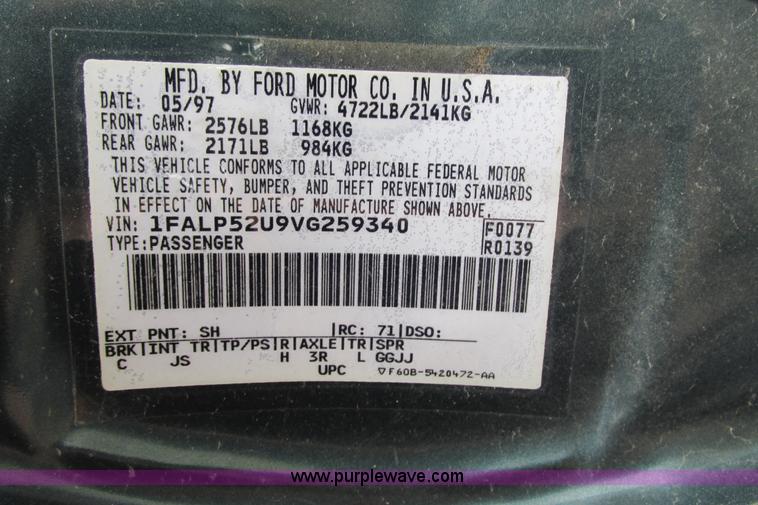 MFD. BY FORD MOTOR CO. IN U.S.A.
DATE: 05/97 GVWR: 4722LB/2141KG
FRONT GAWR: 2576LB 1168KG
REAR GAWR: 2171LB 984KG
THIS VEHICLE CONFORMS TO ALL APPLICABLE FEDERAL MOTOR
VEHICLE SAFETY, BUMPER, AND THEFT PREVENTION STANDARDS
IN EFFECT ON THE DATE OF MANUFACTURE SHOWN ABOVE.
VIN: 1FALP52U9VG259340 F0077
TYPE:PASSENGER R0139
EXT PNT: SH |RC: 71|DSO:
BRK|INT TR|TP/PS|R|AXLE|TR|SPR
C JS H 3R L GGJJ
UPC ▽F60B-5420472-AA
www.purplewave.com